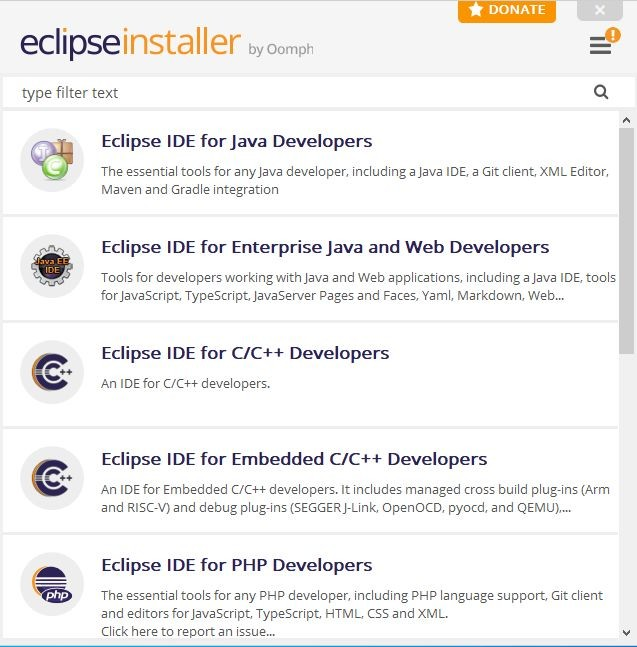 DONATE
eclipseinstaller by Oomph
type filter text
Eclipse IDE for Java Developers
The essential tools for any Java developer, including a Java IDE, a Git client, XML Editor,
Maven and Gradle integration
Java EE
IDE
Eclipse IDE for Enterprise Java and Web Developers
Tools for developers working with Java and Web applications, including a Java IDE, tools
for JavaScript, TypeScript, JavaServer Pages and Faces, Yaml, Markdown, Web...
C++
Eclipse IDE for C/C++ Developers
An IDE for C/C++ developers.
C++
Eclipse IDE for Embedded C/C++ Developers
An IDE for Embedded C/C++ developers. It includes managed cross build plug-ins (Arm
and RISC-V) and debug plug-ins (SEGGER J-Link, OpenOCD, pyocd, and QEMU),...
php
Eclipse IDE for PHP Developers
The essential tools for any PHP developer, including PHP language support, Git client
and editors for JavaScript, TypeScript, HTML, CSS and XML.
Click here to report an issue...